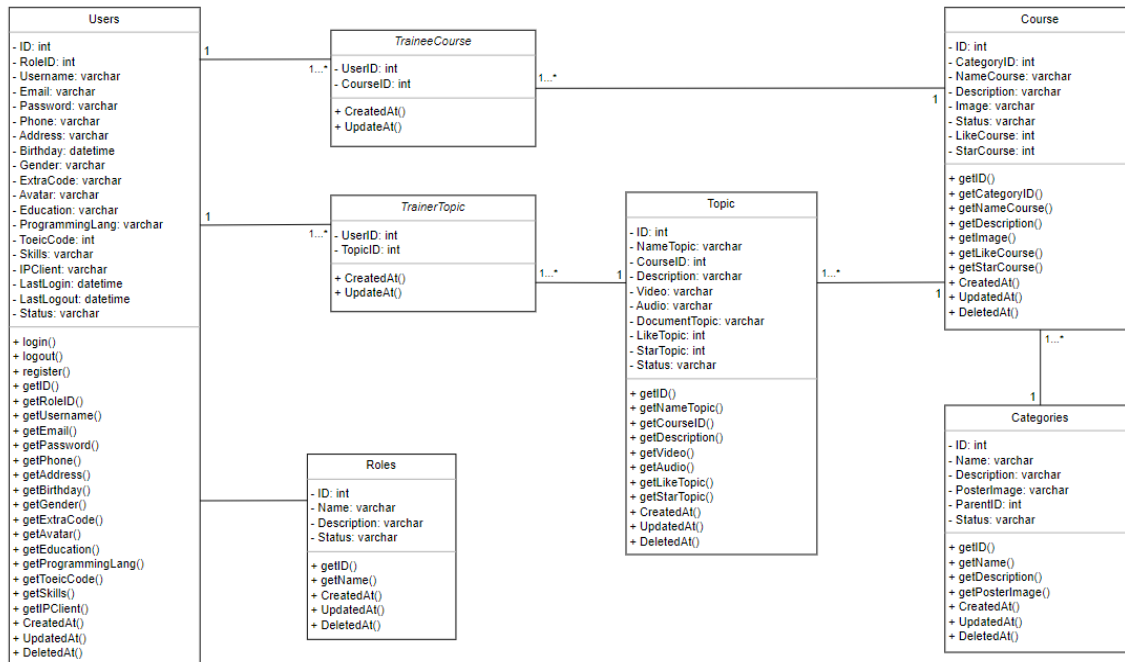 Users
- ID: int
- RoleID: int
- Username: varchar
- Email: varchar
- Password: varchar
- Phone: varchar
- Address: varchar
- Birthday: datetime
- Gender: varchar
- ExtraCode: varchar
- Avatar: varchar
- Education: varchar
- ProgrammingLang: varchar
- ToeicCode: int
- Skills: varchar
- IPClient: varchar
- LastLogin: datetime
- LastLogout: datetime
- Status: varchar
+ login()
+ logout()
+ register()
+ getID()
+ getRoleID()
+ getUsername()
+ getEmail()
+ getPassword()
+ getPhone()
+ getAddress()
+ getBirthday()
+ getGender()
+ getExtraCode()
+ getAvatar()
+ getEducation()
+ getProgrammingLang()
+ getToeicCode()
+ getSkills()
+ getIPClient()
+ CreatedAt()
+ UpdatedAt()
+ DeletedAt()
1
1...*
TraineeCourse
- UserID: int
- CourseID: int
+ CreatedAt()
+ UpdateAt()
1...*
1
1
1...*
TrainerTopic
- UserID: int
- TopicID: int
+ CreatedAt()
+ UpdateAt()
1...*
1
Roles
- ID: int
- Name: varchar
- Description: varchar
- Status: varchar
+ getID()
+ getName()
+ CreatedAt()
+ UpdatedAt()
+ DeletedAt()
Topic
- ID: int
- NameTopic: varchar
- CourseID: int
- Description: varchar
- Video: varchar
- Audio: varchar
- DocumentTopic: varchar
- LikeTopic: int
- StarTopic: int
- Status: varchar
+ getID()
+ getNameTopic()
+ getCourseID()
+ getDescription()
+ getVideo()
+ getAudio()
+ getLikeTopic()
+ getStarTopic()
+ CreatedAt()
+ UpdatedAt()
+ DeletedAt()
1...*
1
Course
- ID: int
- CategoryID: int
- NameCourse: varchar
- Description: varchar
- Image: varchar
- Status: varchar
- LikeCourse: int
- StarCourse: int
+ getID()
+ getCategoryID()
+ getNameCourse()
+ getDescription()
+ getImage()
+ getLikeCourse()
+ getStarCourse()
+ CreatedAt()
+ UpdatedAt()
+ DeletedAt()
1...*
1
Categories
- ID: int
- Name: varchar
- Description: varchar
- PosterImage: varchar
- ParentID: int
- Status: varchar
+ getID()
+ getName()
+ getDescription()
+ getPosterImage()
+ CreatedAt()
+ UpdatedAt()
+ DeletedAt()